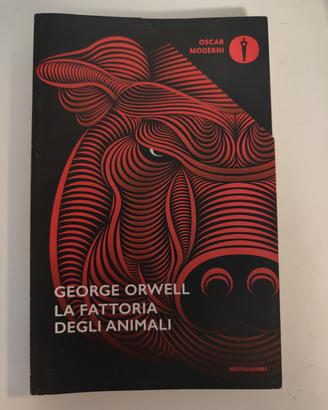 OSCAR
MODERNI
GEORGE ORWELL
LA FATTORIA
DEGLI ANIMALI
MONDADORI